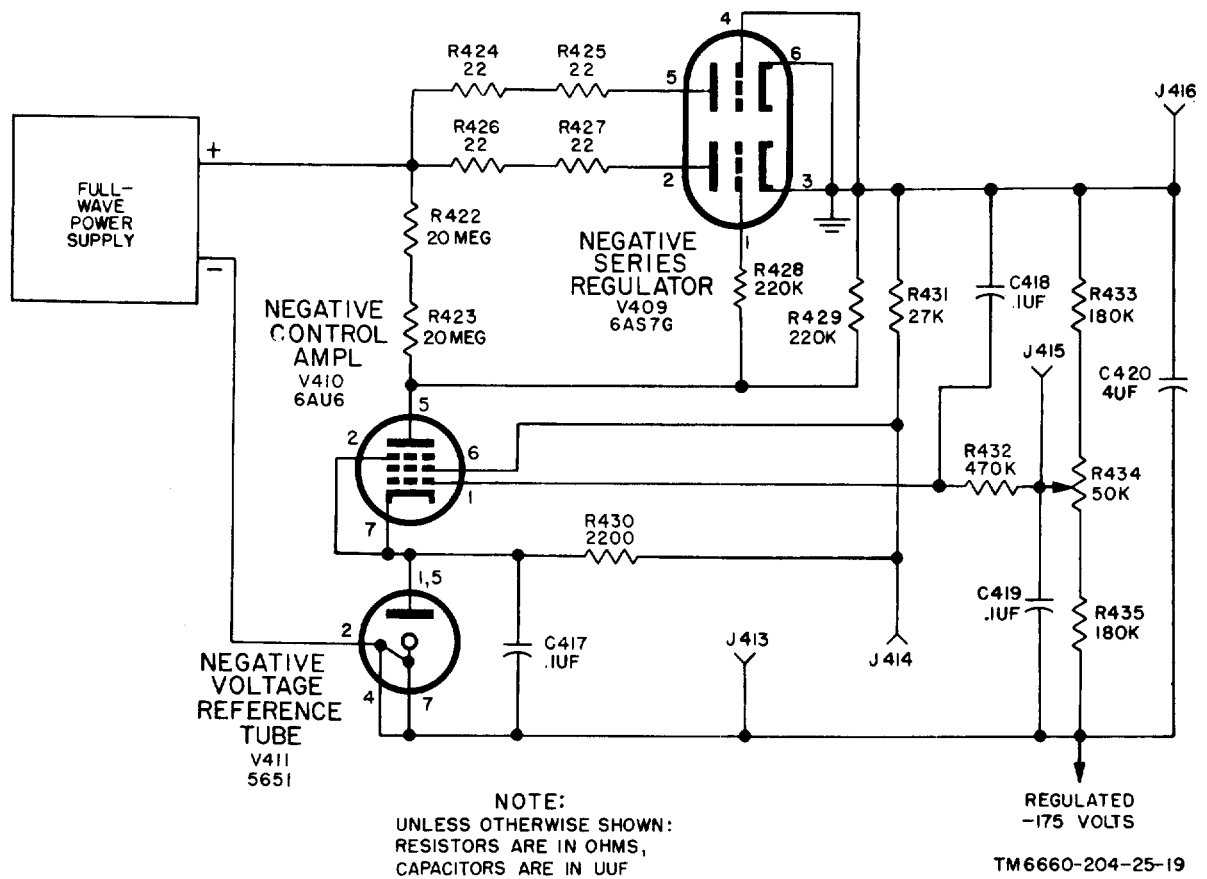 4
R424
22
R425
22
6
5
J416
R426
22
R427
22
+
FULL-
WAVE
POWER
SUPPLY
2
3
R422
20 MEG
1
NEGATIVE
SERIES
REGULATOR
V409
6AS7G
R428
220K
−
C418
.1UF
R433
180K
R431
27K
R429
220K
NEGATIVE
CONTROL
AMPL
V410
6AU6
R423
20 MEG
J415
C420
4UF
5
2
6
R432
470K
R434
50K
1
7
R430
2200
1,5
C419
.1UF
R435
180K
2
C417
.1UF
J413
J414
NEGATIVE
VOLTAGE
REFERENCE
TUBE
V411
5651
4
7
NOTE:
UNLESS OTHERWISE SHOWN:
RESISTORS ARE IN OHMS,
CAPACITORS ARE IN UUF
REGULATED
-175 VOLTS
TM6660-204-25-19